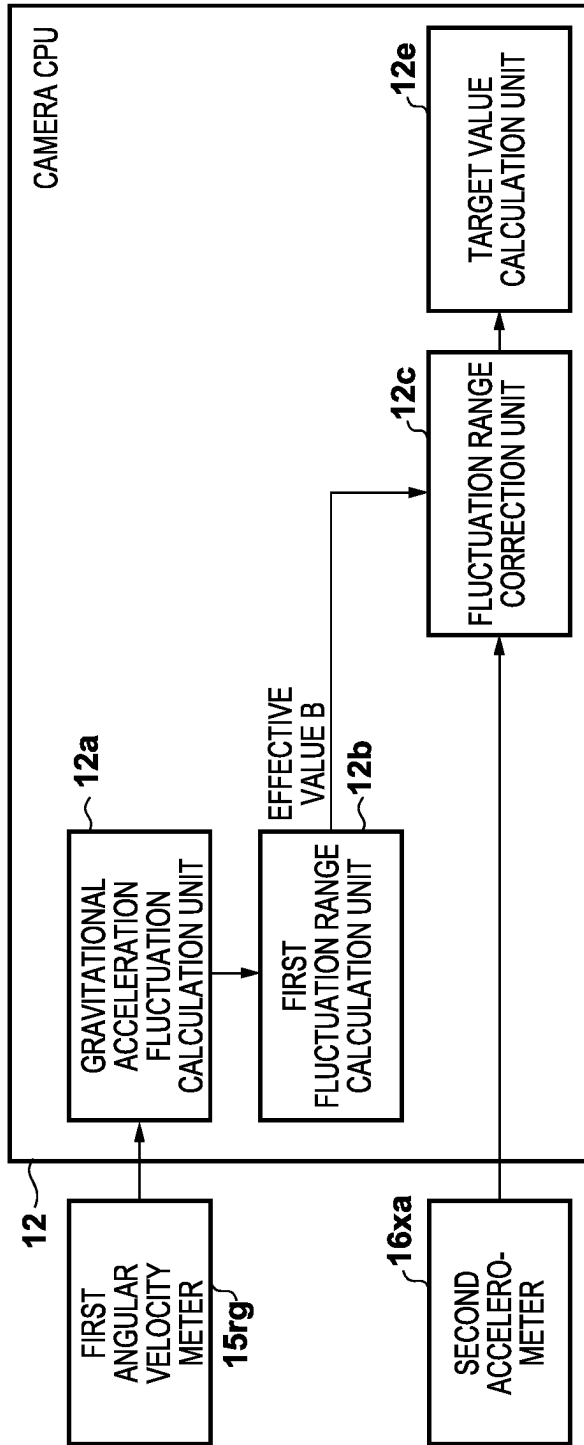 CAMERA CPU
12
FIRST
ANGULAR
VELOCITY
METER
15rg
12a
GRAVITATIONAL
ACCELERATION
FLUCTUATION
CALCULATION UNIT
EFFECTIVE
VALUE B
12b
FIRST
FLUCTUATION RANGE
CALCULATION UNIT
16xa
SECOND
ACCELERO-
METER
12c
FLUCTUATION RANGE
CORRECTION UNIT
12e
TARGET VALUE
CALCULATION UNIT